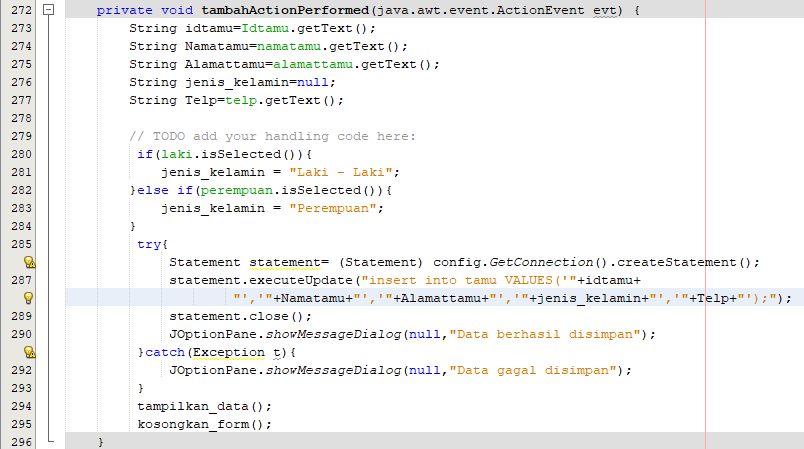 272 private void tambahActionPerformed(java.awt.event.ActionEvent evt) {
273 String idtamu=Idtamu.getText();
274 String Namatamu=namatamu.getText();
275 String Alamattamu=alamattamu.getText();
276 String jenis_kelamin=null;
277 String Telp=telp.getText();
278
279 // TODO add your handling code here:
280 if(laki.isSelected()){
281 jenis_kelamin = "Laki - Laki";
282 }else if(perempuan.isSelected()){
283 jenis_kelamin = "Perempuan";
284 }
285 try{
Statement statement= (Statement) config.GetConnection().createStatement();
287 statement.executeUpdate("insert into tamu VALUES('"+idtamu+
"','"+Namatamu+"','"+Alamattamu+"','"+jenis_kelamin+"','"+Telp+"');");
289 statement.close();
290 JOptionPane.showMessageDialog(null,"Data berhasil disimpan");
}catch(Exception t){
292 JOptionPane.showMessageDialog(null,"Data gagal disimpan");
293 }
294 tampilkan_data();
295 kosongkan_form();
296 }